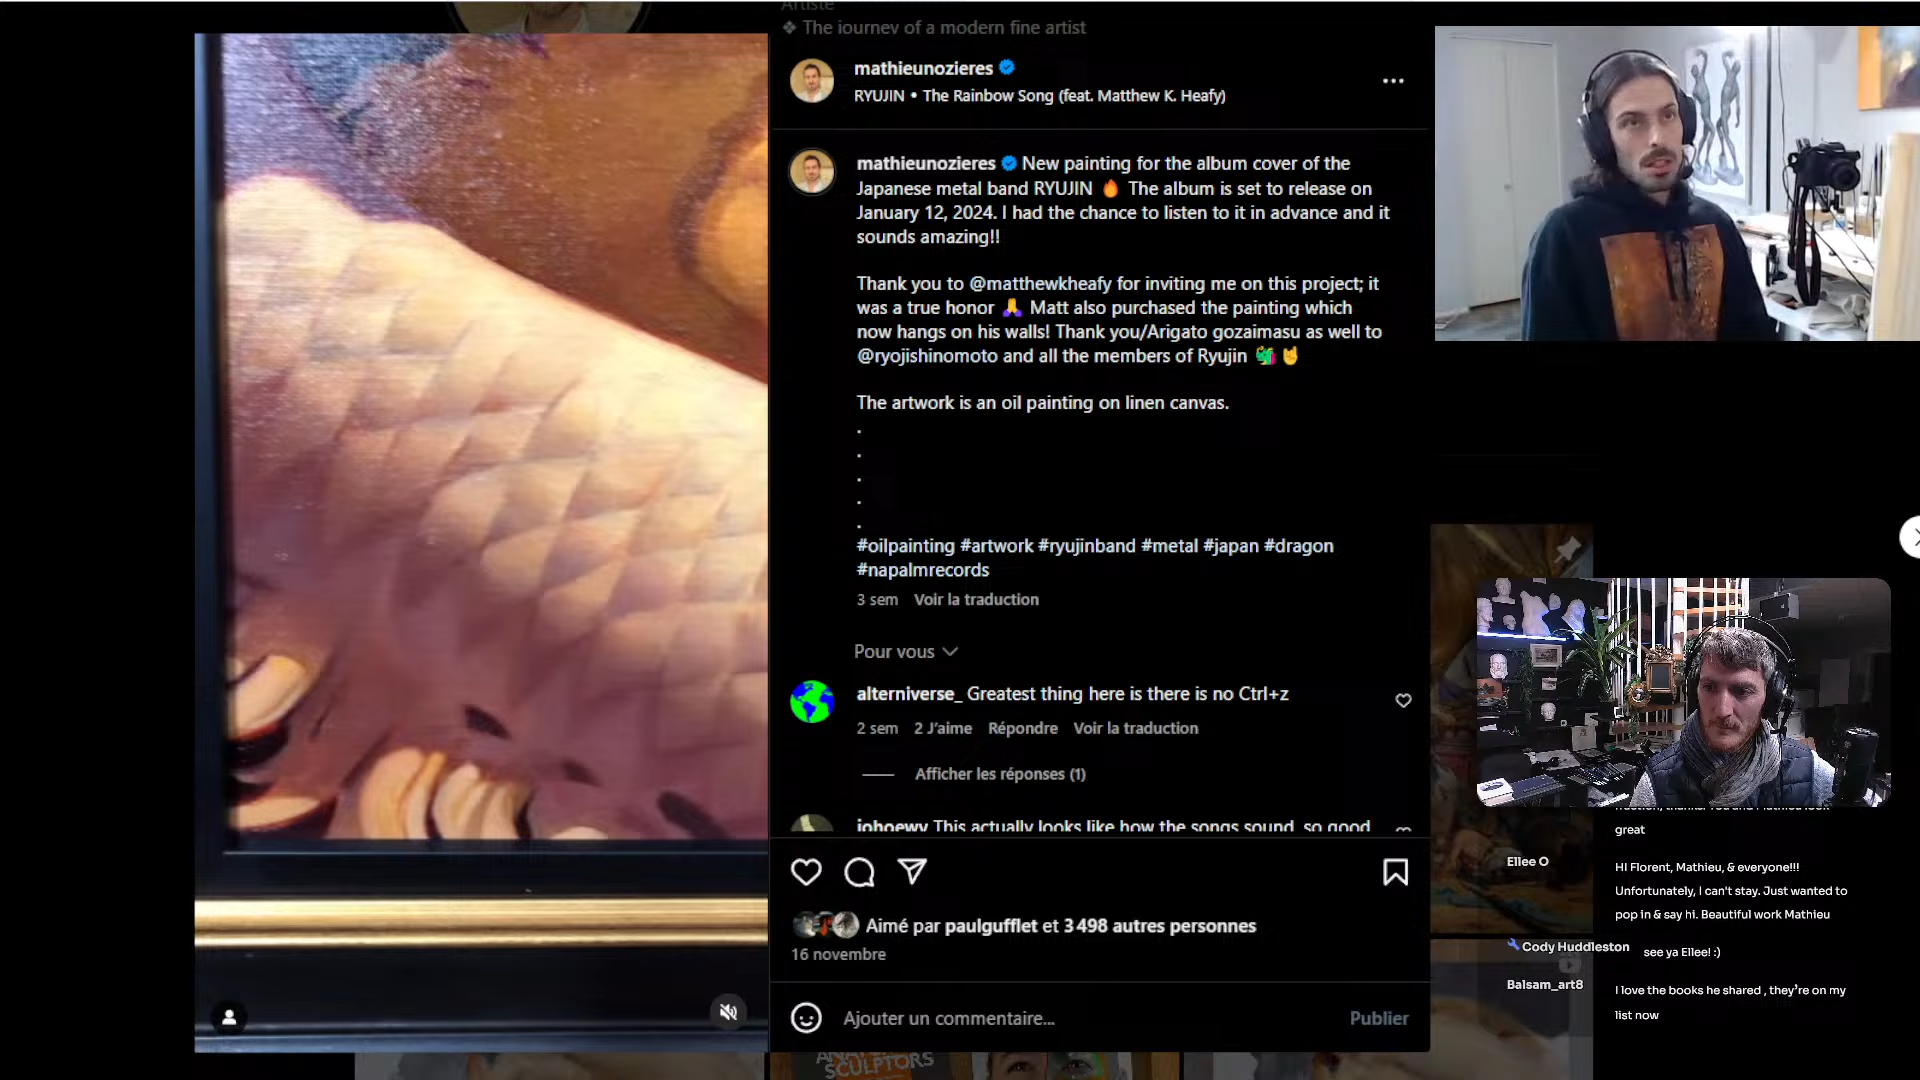 Artiste
❖ The journey of a modern fine artist
mathieunozieres
RYUJIN • The Rainbow Song (feat. Matthew K. Heafy)
mathieunozieres New painting for the album cover of the
Japanese metal band RYUJIN 🔥 The album is set to release on
January 12, 2024. I had the chance to listen to it in advance and it
sounds amazing!!
Thank you to @matthewkheafy for inviting me on this project; it
was a true honor 🙏 Matt also purchased the painting which
now hangs on his walls! Thank you/Arigato gozaimasu as well to
@ryojishinomoto and all the members of Ryujin 🐲🤘
The artwork is an oil painting on linen canvas.
.
.
.
.
.
#oilpainting #artwork #ryujinband #metal #japan #dragon
#napalmrecords
3 sem Voir la traduction
Pour vous
alterniverse_ Greatest thing here is there is no Ctrl+z
2 sem 2 J'aime Répondre Voir la traduction
Afficher les réponses (1)
johoewy This actually looks like how the songs sound, so good
Aimé par paulgufflet et 3 498 autres personnes
16 novembre
Ajouter un commentaire...
Publier
great
Ellee O
HI Florent, Mathieu, & everyone!!!
Unfortunately, I can't stay. Just wanted to
pop in & say hi. Beautiful work Mathieu
Cody Huddleston see ya Ellee! :)
Balsam_art8
I love the books he shared , they're on my
list now
SCULPTORS